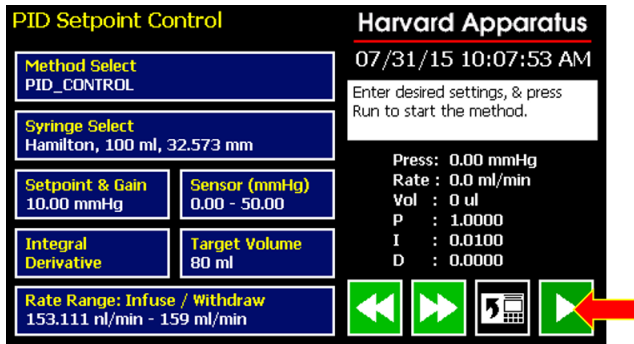 PID Setpoint Control
Method Select
PID_CONTROL
Syringe Select
Hamilton, 100 ml, 32.573 mm
Setpoint & Gain
10.00 mmHg
Sensor (mmHg)
0.00 - 50.00
Integral
Derivative
Target Volume
80 ml
Rate Range: Infuse / Withdraw
153.111 nl/min - 159 ml/min
Harvard Apparatus
07/31/15 10:07:53 AM
Enter desired settings, & press
Run to start the method.
Press: 0.00 mmHg
Rate : 0.0 ml/min
Vol : 0 ul
P : 1.0000
I : 0.0100
D : 0.0000